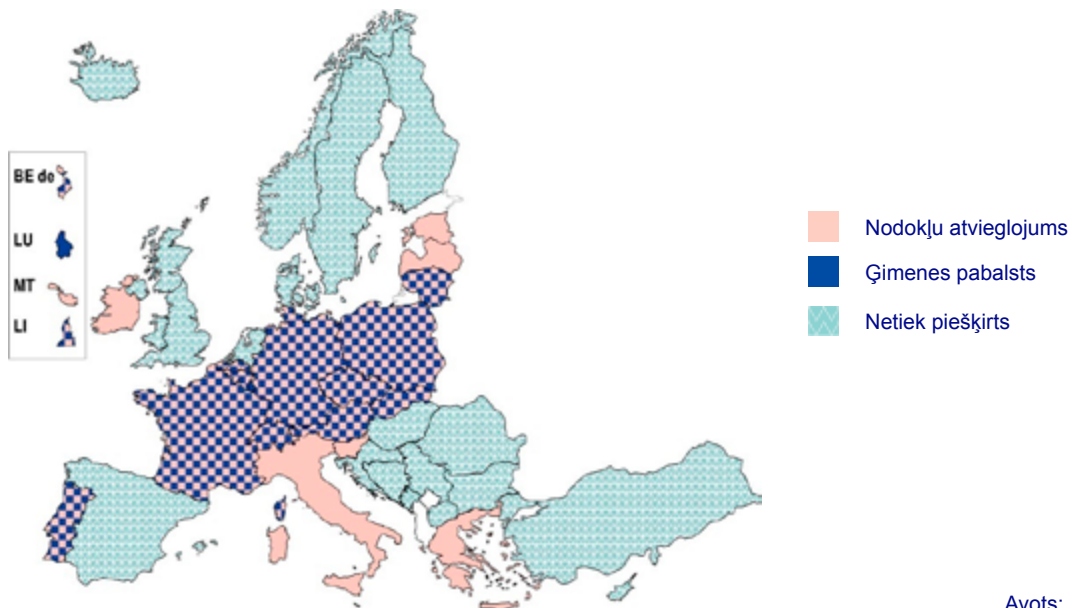 BE de
LU
MT
LI
Nodokļu atvieglojums
Ģimenes pabalsts
Netiek piešķirts
Avots: